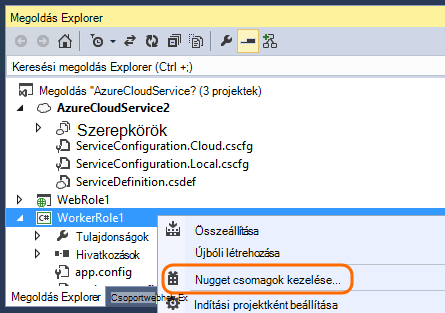 Megoldás Explorer
Keresési megoldás Explorer (Ctrl +;)
Megoldás "AzureCloudService? (3 projektek)
AzureCloudService2
Szerepkörök
ServiceConfiguration.Cloud.cscfg
ServiceConfiguration.Local.cscfg
ServiceDefinition.csdef
WebRole1
C# WorkerRole1
Tulajdonságok
Hivatkozások
app.config
Összeállítása
Újbóli létrehozása
Nugget csomagok kezelése...
Indítási projektként beállítása
Megoldás Explorer Csoportwebhek Ex